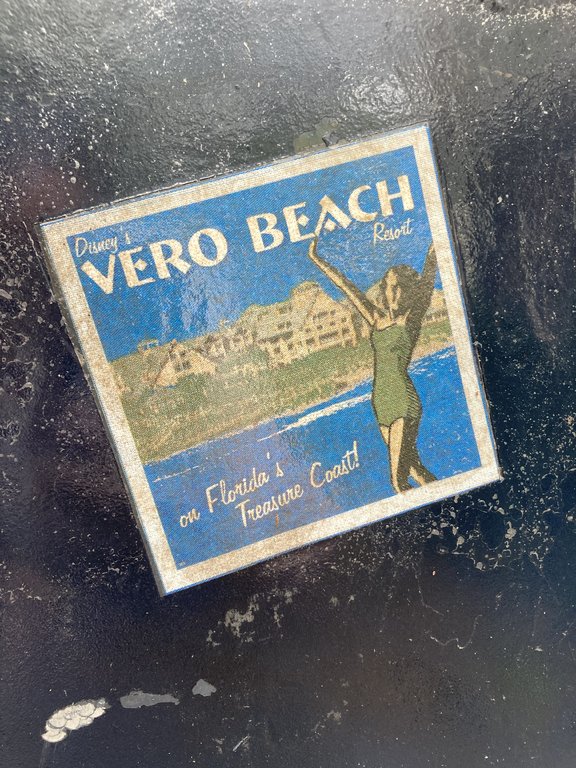 Disney's
VERO BEACH
Resort
on Florida's
Treasure Coast!